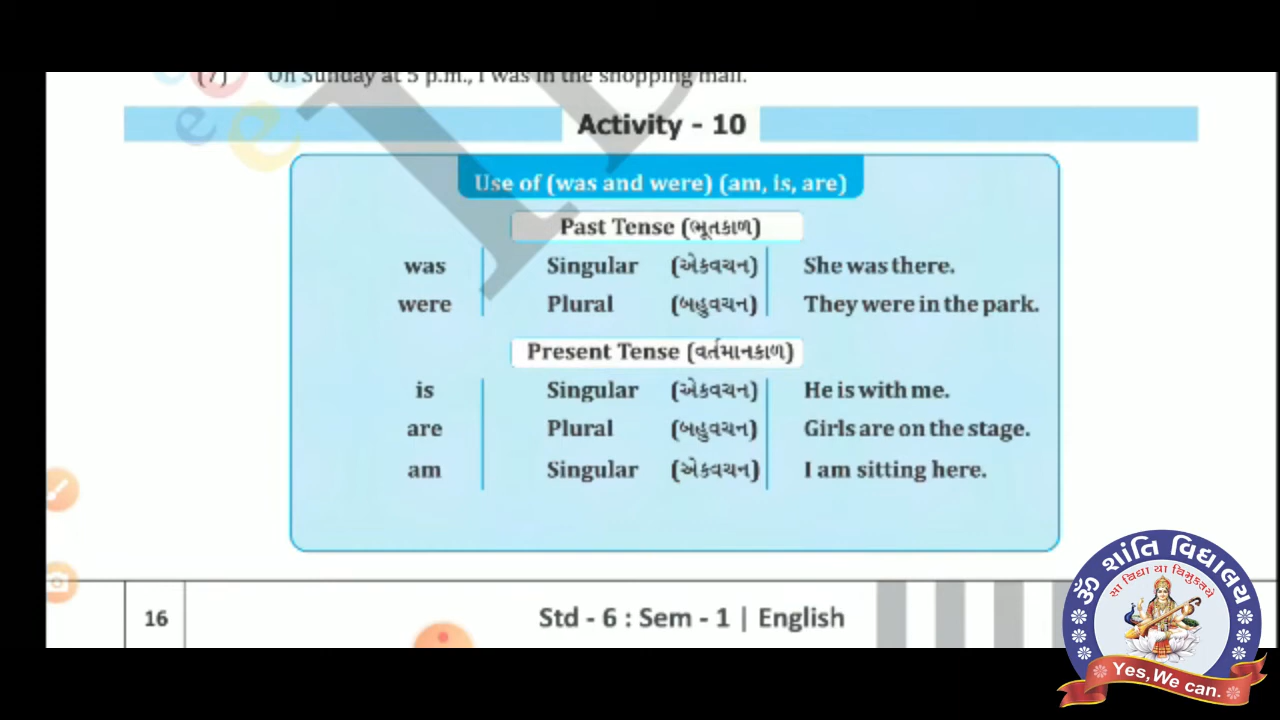 (7) On Sunday at 5 p.m., I was in the shopping mall.
Activity - 10
Use of (was and were) (am, is, are)
Past Tense (ભૂતકાળ)
was Singular (એકવચન) She was there.
were Plural (બહુવચન) They were in the park.
Present Tense (વર્તમાનકાળ)
is Singular (એકવચન) He is with me.
are Plural (બહુવચન) Girls are on the stage.
am Singular (એકવચન) I am sitting here.
16 Std - 6 : Sem - 1 | English
ૐ શાંતિ વિદ્યાલય
સા વિદ્યા યા વિમુક્તયે
Yes, We can.